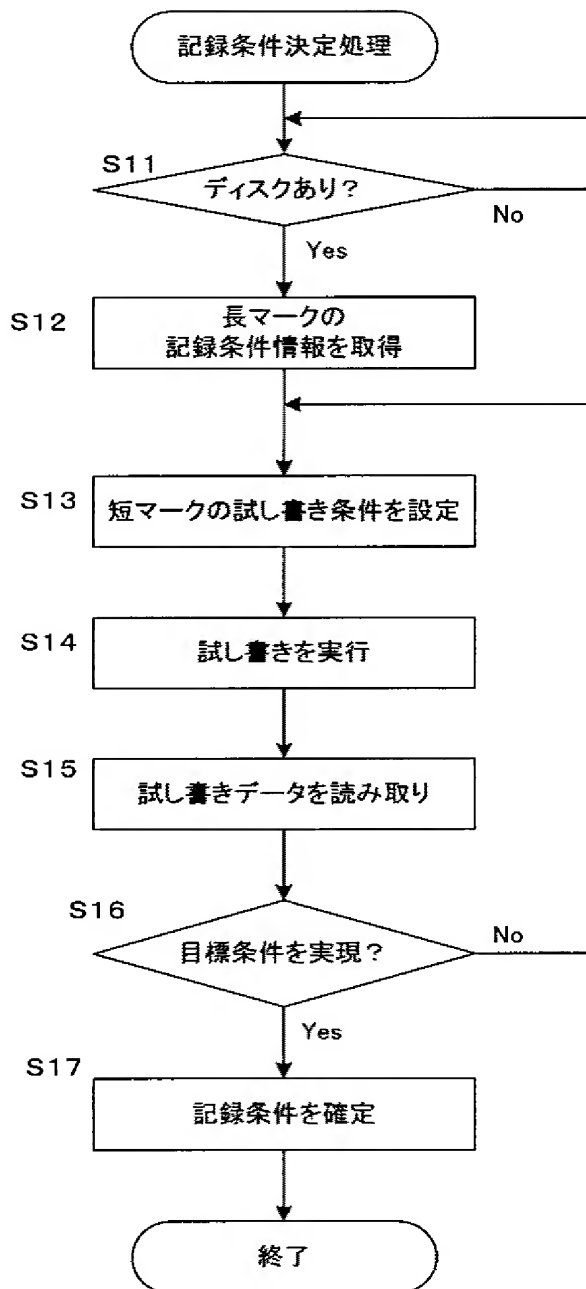 記録条件決定処理
S11
ディスクあり?
No
Yes
S12
長マークの
記録条件情報を取得
S13
短マークの試し書き条件を設定
S14
試し書きを実行
S15
試し書きデータを読み取り
S16
目標条件を実現?
No
Yes
S17
記録条件を確定
終了